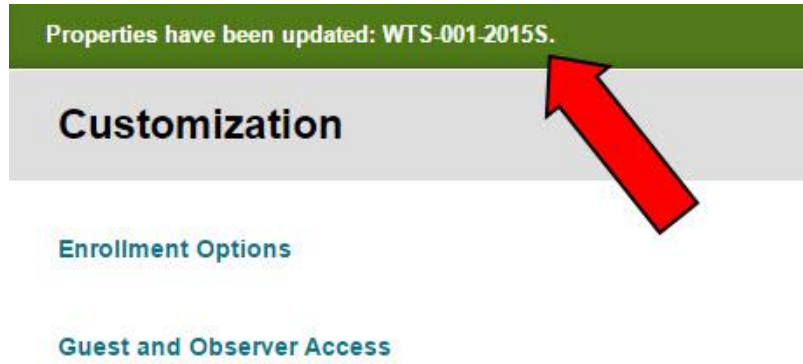 Properties have been updated: WTS-001-2015S.
Customization
Enrollment Options
Guest and Observer Access